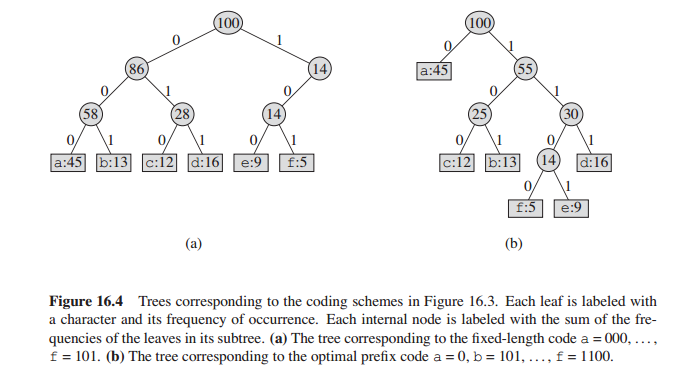 100
100
0 1
0 1
86
14
a:45
55
0 1
0
0 1
58
28
14
25
30
0 1
0 1
0 1
0 1
0 1
a:45 b:13 c:12 d:16 e:9 f:5
c:12 b:13 14 d:16
0 1
f:5 e:9
(a)
(b)
Figure 16.4 Trees corresponding to the coding schemes in Figure 16.3. Each leaf is labeled with
a character and its frequency of occurrence. Each internal node is labeled with the sum of the fre-
quencies of the leaves in its subtree. (a) The tree corresponding to the fixed-length code a = 000, ...,
f = 101. (b) The tree corresponding to the optimal prefix code a = 0, b = 101, ..., f = 1100.